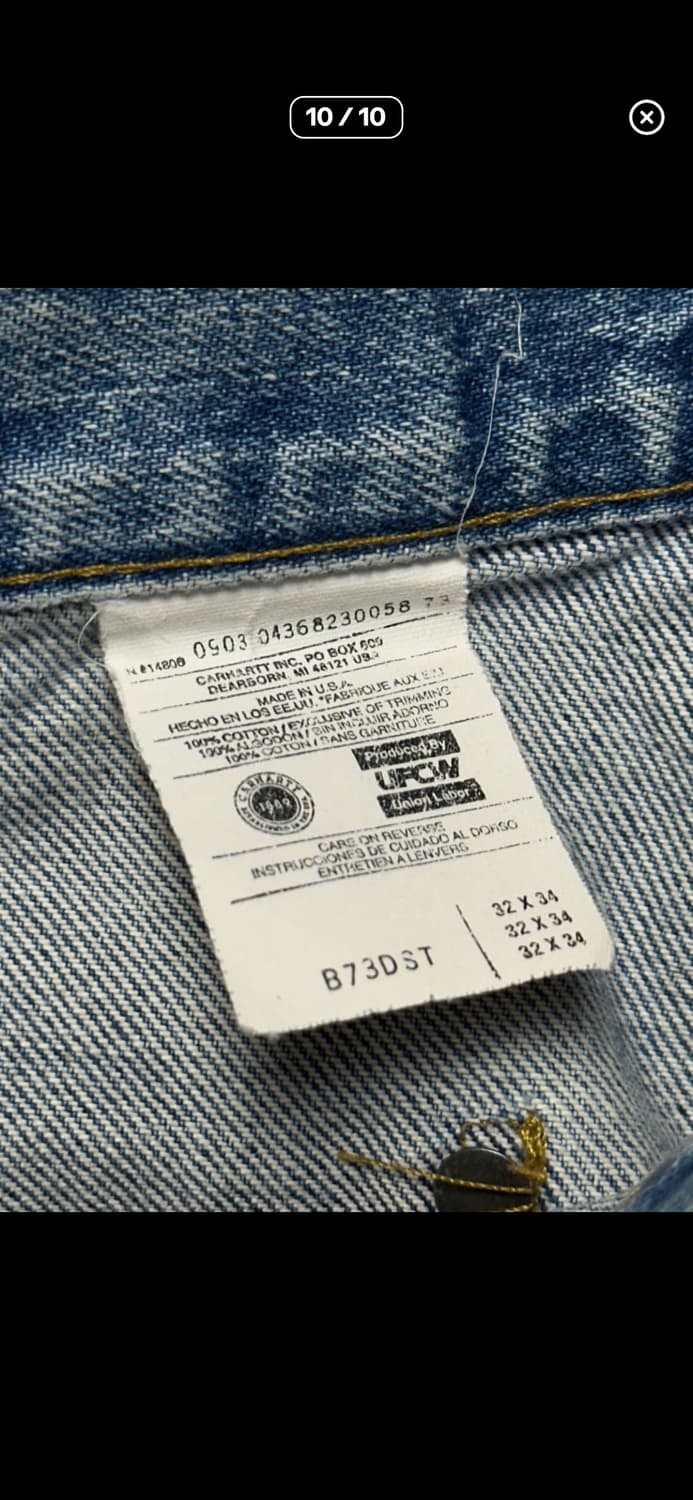 10 / 10
N #14806 0903 04368230058 73
CARHARTT INC. PO BOX 600
DEARBORN, MI 48121 USA
MADE IN U.S.A.
HECHO EN LOS EE.UU. *FABRIQUE AUX
100% COTTON / EXCLUSIVE OF TRIMMING
100% ALGODON / SIN INCLUIR ADORNO
100% COTON / SANS GARNITURE
CARHARTT
1889
Produced By
UFCW
Union Labor
CARE ON REVERSE
INSTRUCCIONES DE CUIDADO AL DORSO
ENTRETIEN A LENVERS
32 X 34
32 X 34
32 X 34
B73DST